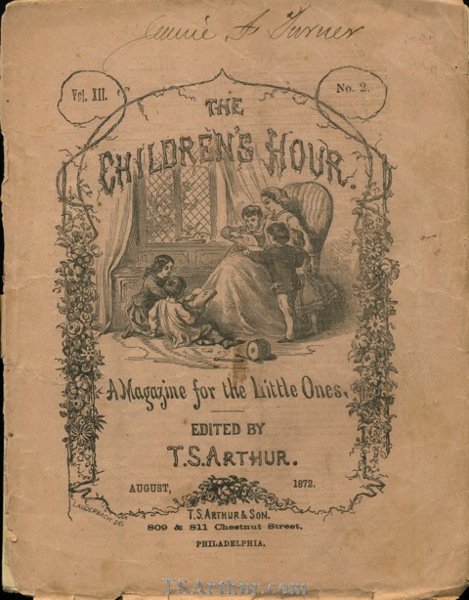 Jennie A Turner
Vol. XII.
No. 2.
THE
CHILDREN'S HOUR.
A Magazine for the Little Ones.
EDITED BY
T.S. ARTHUR.
AUGUST, 1872.
LAUDERBACH SC.
T. S. ARTHUR & SON.
809 & 811 Chestnut Street,
PHILADELPHIA.
TSArthur.com